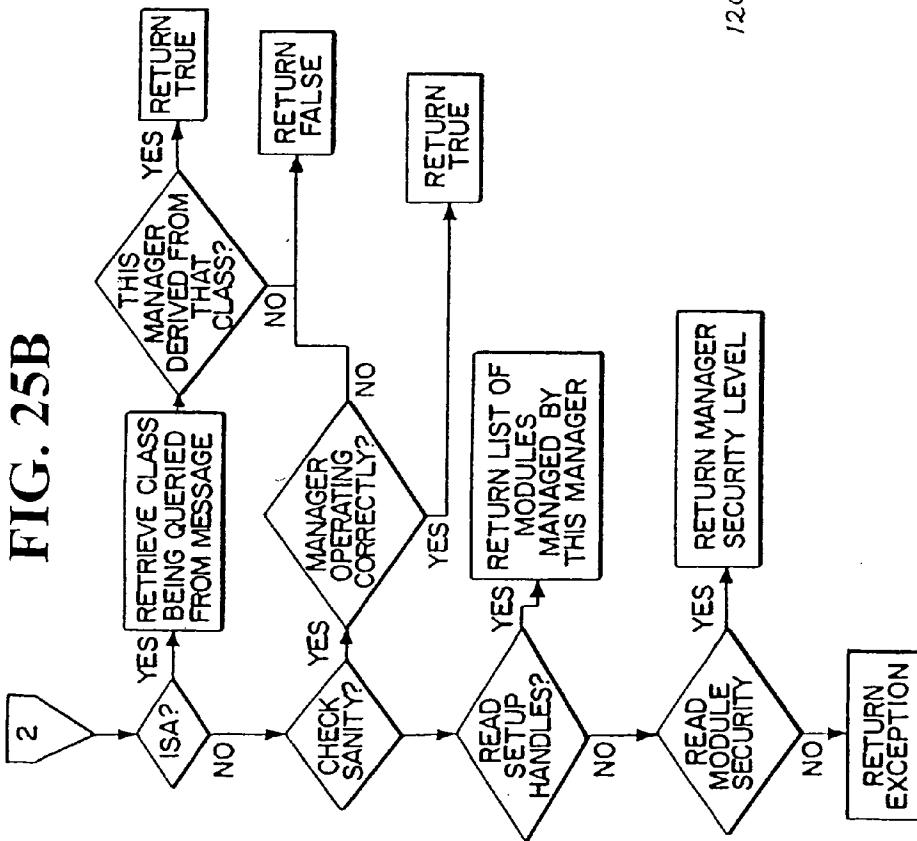 FIG. 25B
2
ISA?
YES
RETRIEVE CLASS
BEING QUERIED
FROM MESSAGE
THIS
MANAGER
DERIVED FROM
THAT
CLASS?
YES
RETURN
TRUE
NO
RETURN
FALSE
NO
CHECK
SANITY?
YES
MANAGER
OPERATING
CORRECTLY?
NO
YES
RETURN
TRUE
READ
SETUP
HANDLES?
YES
RETURN LIST OF
MODULES
MANAGED BY
THIS MANAGER
NO
READ
MODULE
SECURITY
YES
RETURN MANAGER
SECURITY LEVEL
NO
RETURN
EXCEPTION